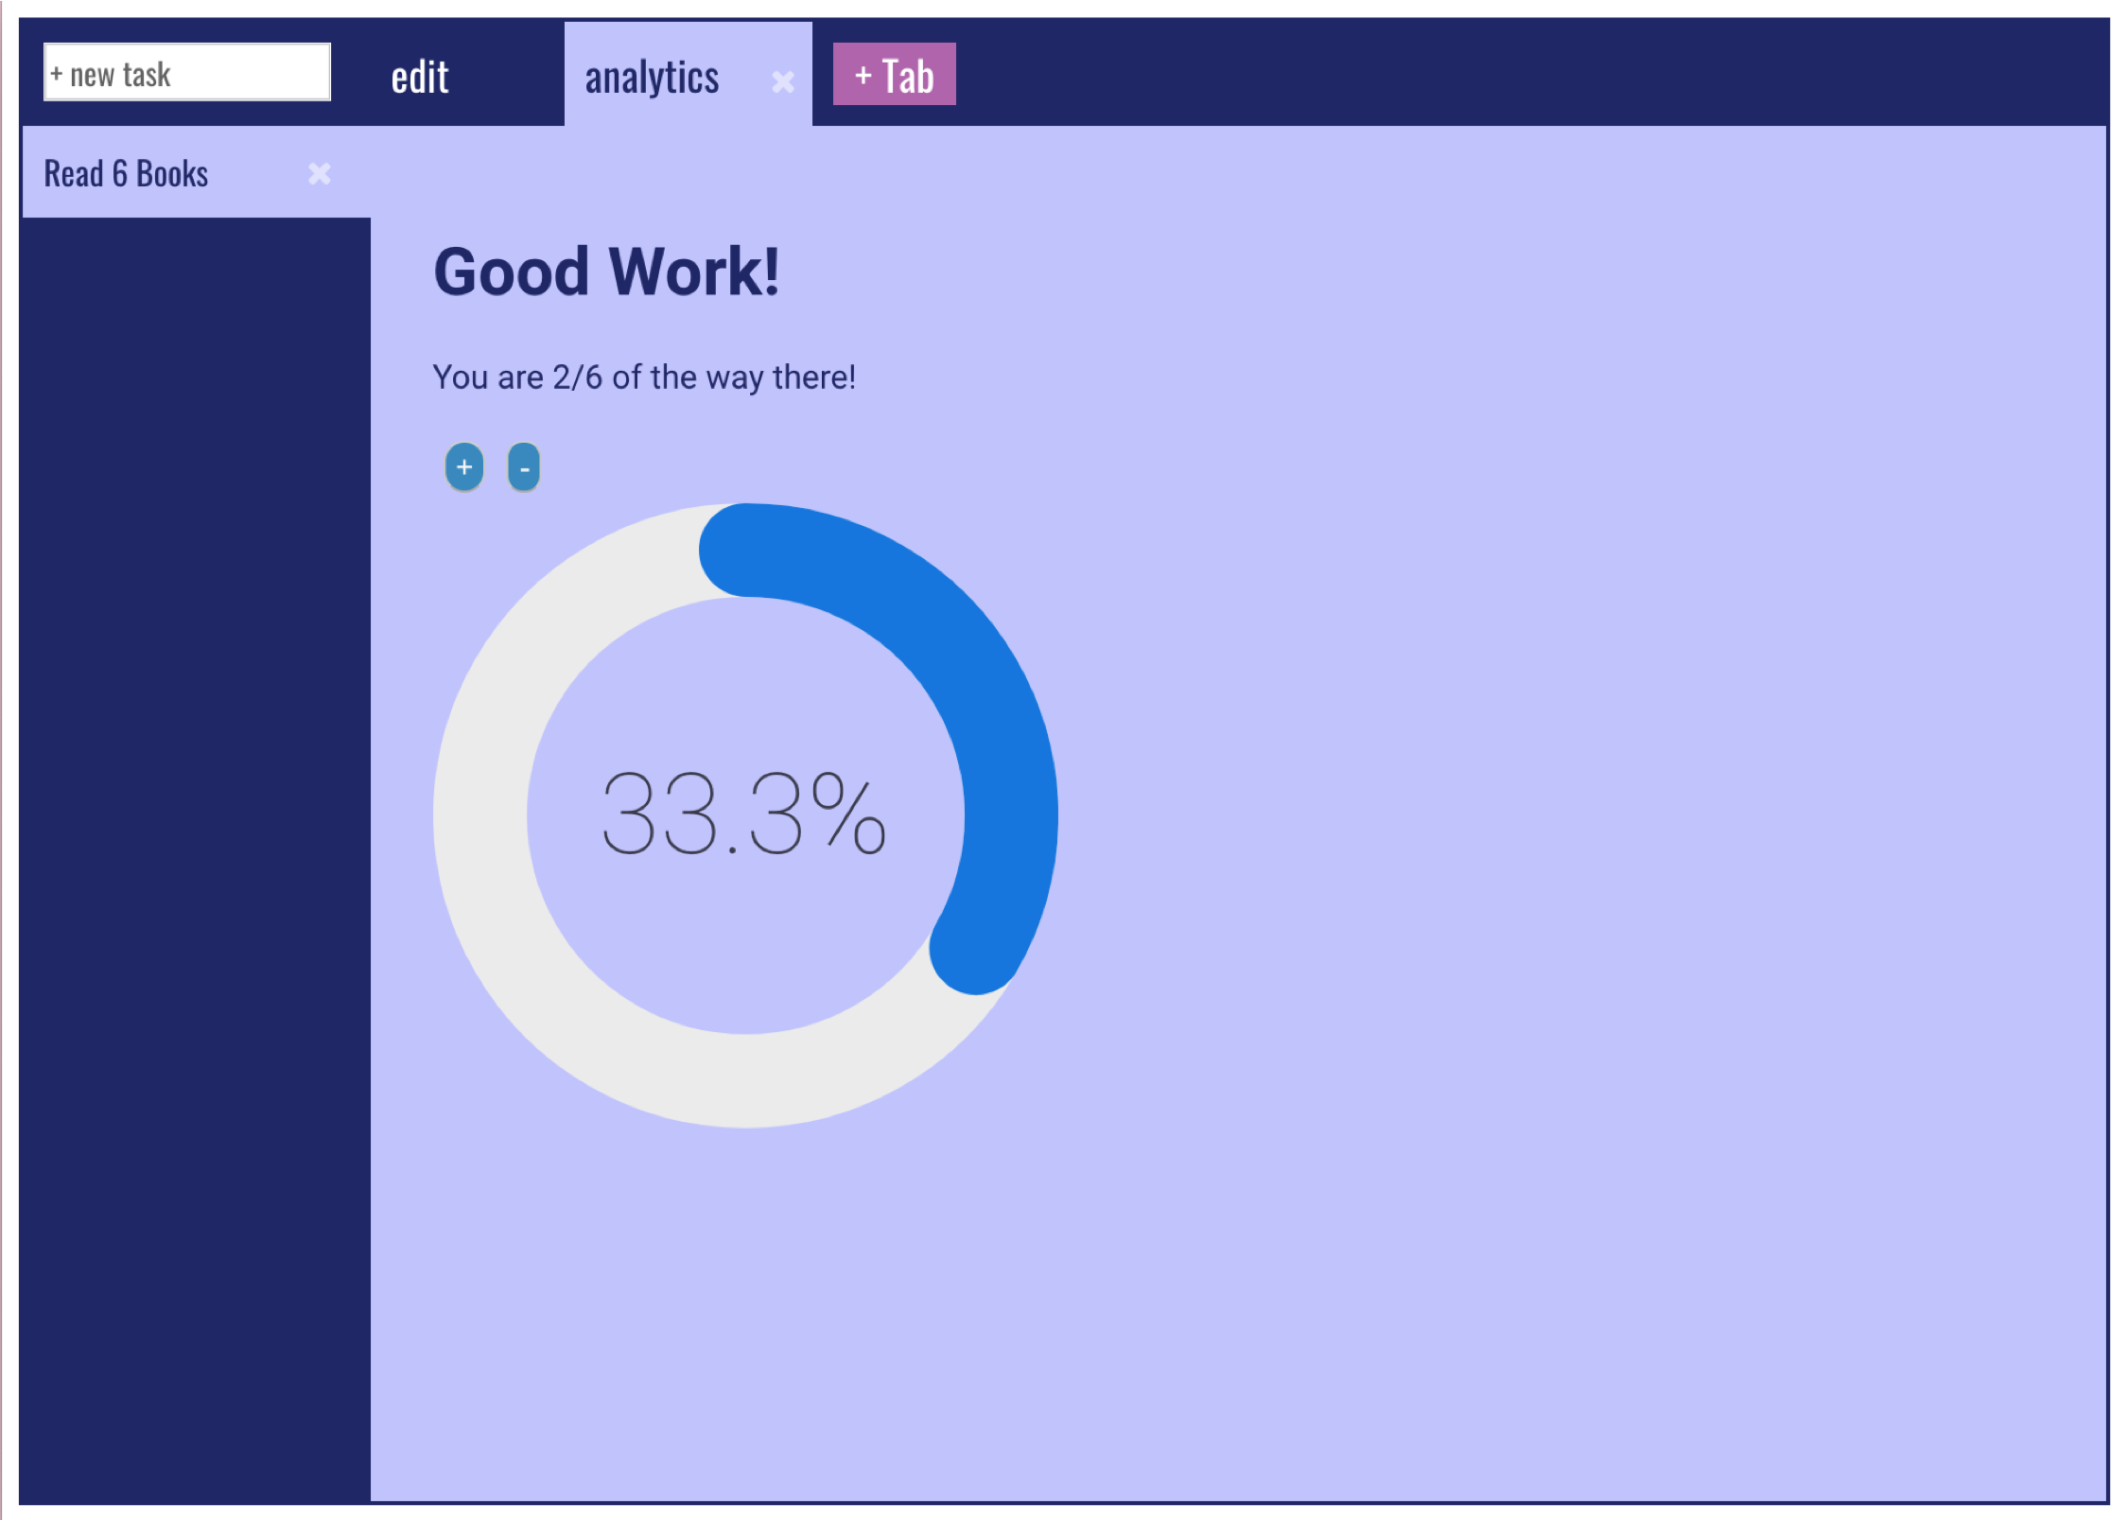 + new task
edit
analytics ✖
+ Tab
Read 6 Books ✖
Good Work!
You are 2/6 of the way there!
+ -
33.3%